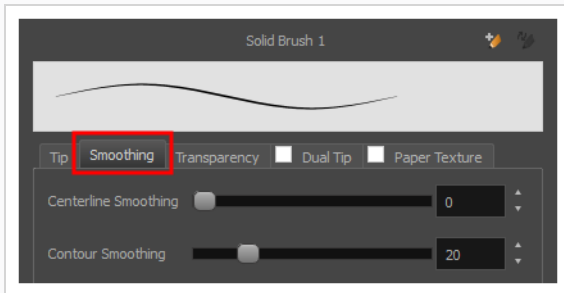 Solid Brush 1
Tip Smoothing Transparency Dual Tip Paper Texture
Centerline Smoothing 0
Contour Smoothing 20